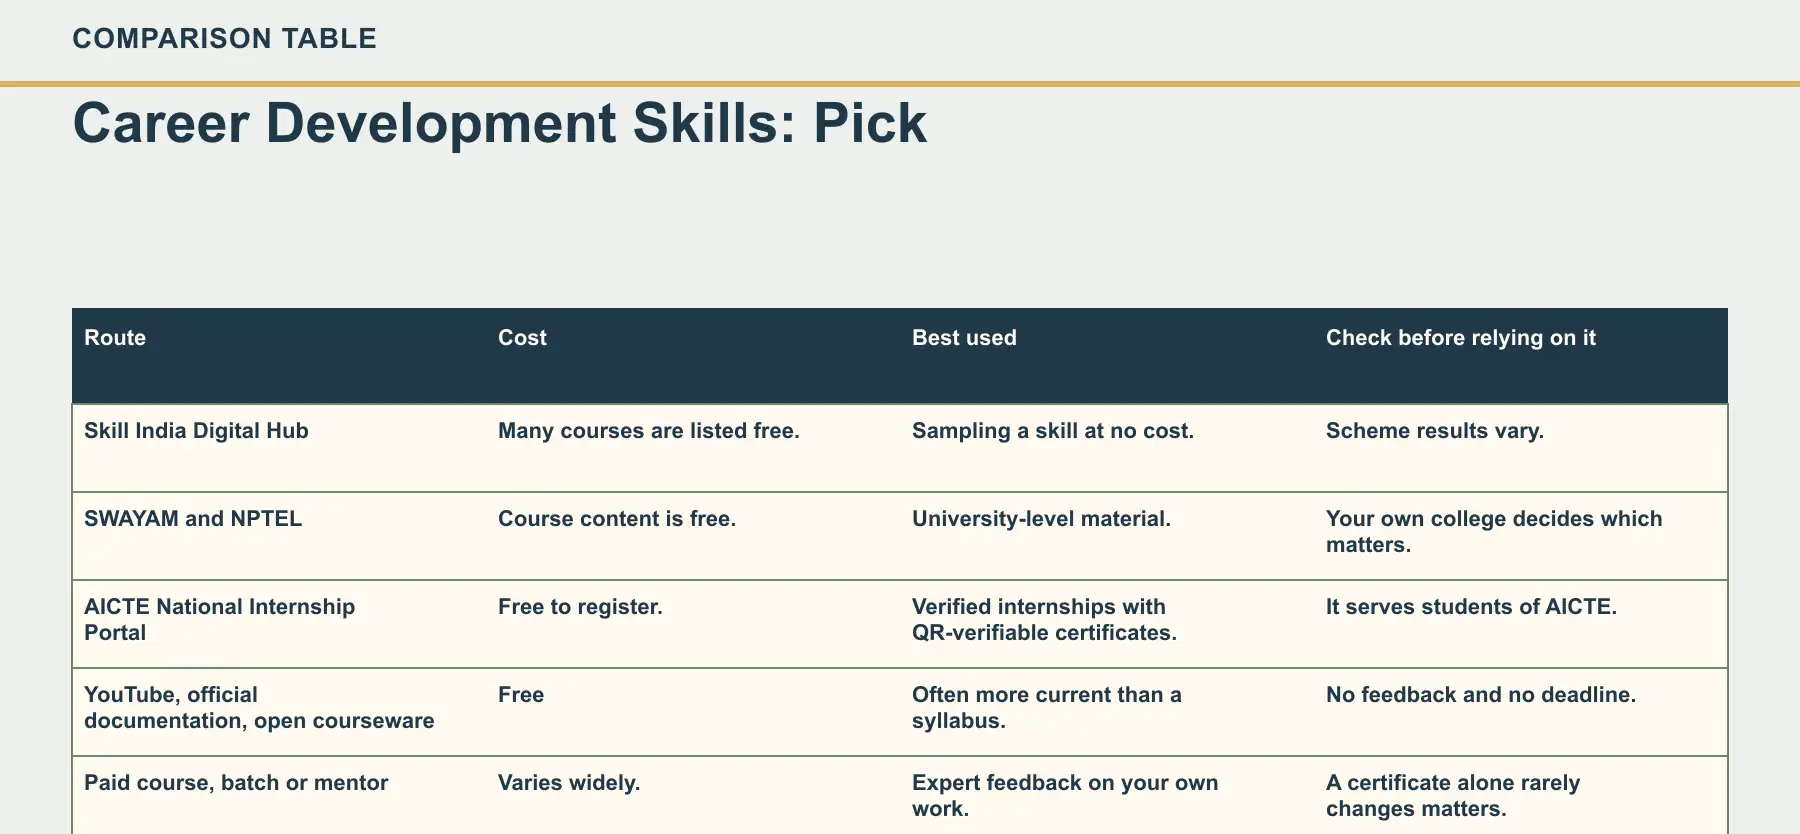 COMPARISON TABLE
Career Development Skills: Pick
Route Cost Best used Check before relying on it
Skill India Digital Hub Many courses are listed free. Sampling a skill at no cost. Scheme results vary.
SWAYAM and NPTEL Course content is free. University-level material. Your own college decides which
matters.
AICTE National Internship Free to register. Verified internships with It serves students of AICTE.
Portal QR-verifiable certificates.
YouTube, official Free Often more current than a No feedback and no deadline.
documentation, open courseware syllabus.
Paid course, batch or mentor Varies widely. Expert feedback on your own A certificate alone rarely
work. changes matters.